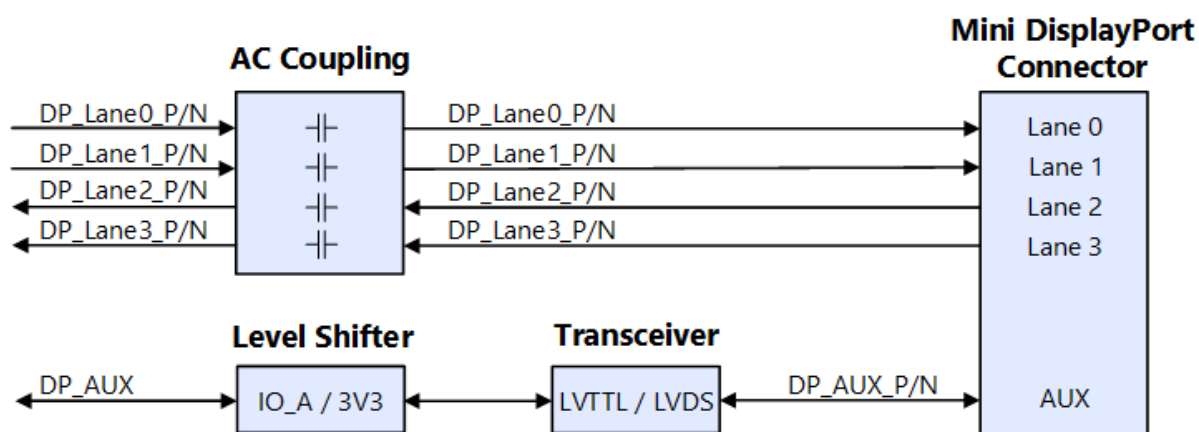 Mini DisplayPort
Connector
AC Coupling
DP_Lane0_P/N
DP_Lane0_P/N
Lane 0
DP_Lane1_P/N
DP_Lane1_P/N
Lane 1
DP_Lane2_P/N
DP_Lane2_P/N
Lane 2
DP_Lane3_P/N
DP_Lane3_P/N
Lane 3
Level Shifter
Transceiver
DP_AUX
IO_A / 3V3
LVTTL / LVDS
DP_AUX_P/N
AUX